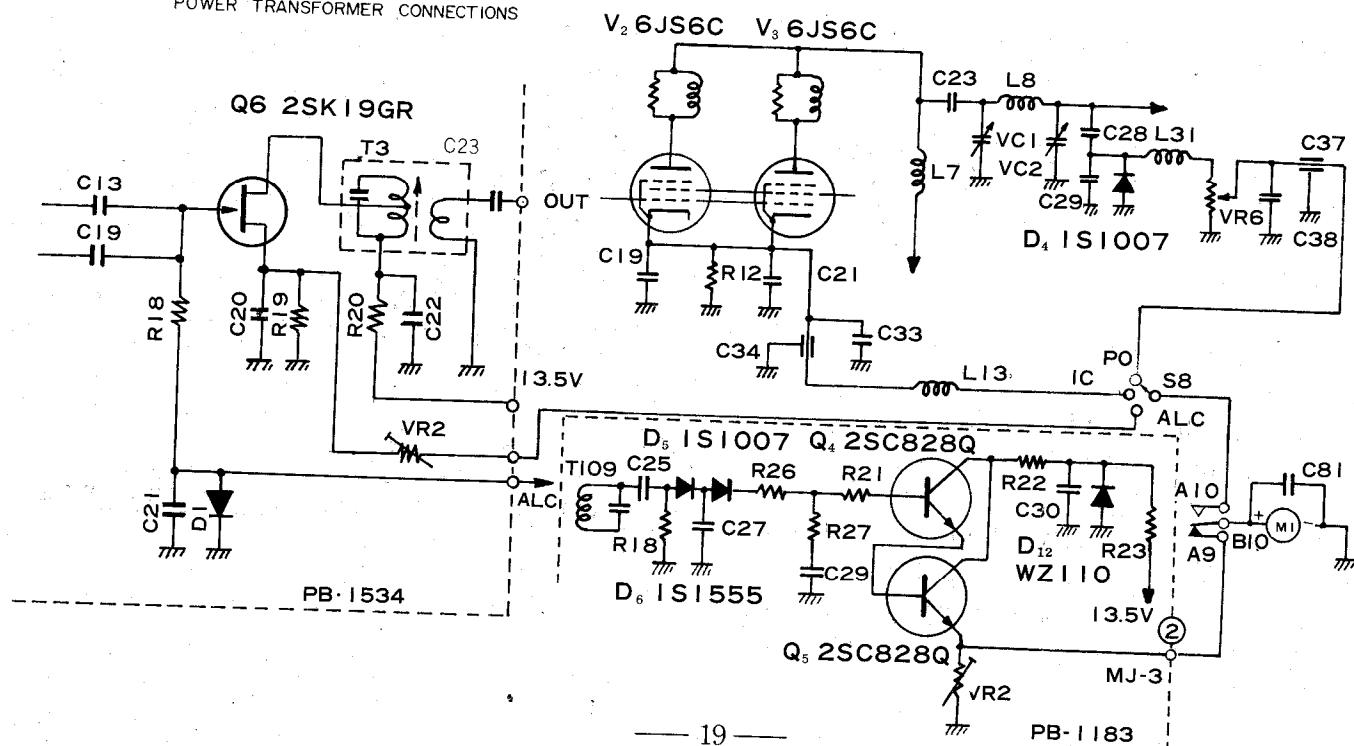 POWER TRANSFORMER CONNECTIONS
V₂ 6JS6C V₃ 6JS6C
Q6 2SK19GR
T3
C23
C13
C19
R18
C20
R19
R20
C22
OUT
13.5V
VR2
ALC
C21
D1
PB-1534
C23
L8
L7
VC1
VC2
C28
L31
C29
D₄ 1S1007
VR6
C37
C38
C19
R12
C21
C34
C33
L13
IC
PO
S8
ALC
D₅ 1S1007 Q₄ 2SC828Q
T109
C25
R18
C27
R26
R21
R27
C29
D₆ 1S1555
R22
C30
D₁₂
WZ110
R23
13.5V
Q₅ 2SC828Q
VR2
2
MJ-3
A10
A9
B10
+
M1
C81
PB-1183
— 19 —